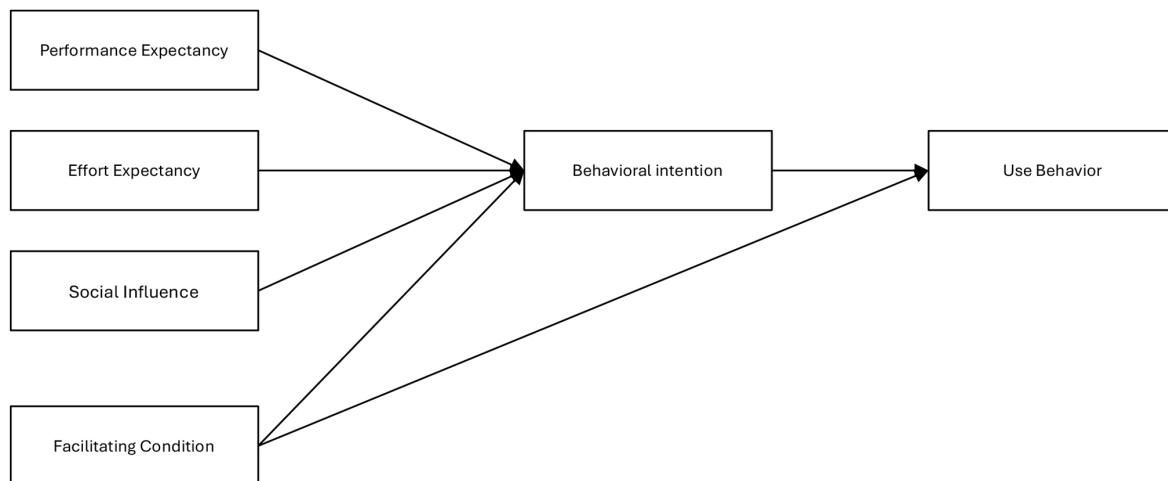 Performance Expectancy
Effort Expectancy
Behavioral intention
Use Behavior
Social Influence
Facilitating Condition